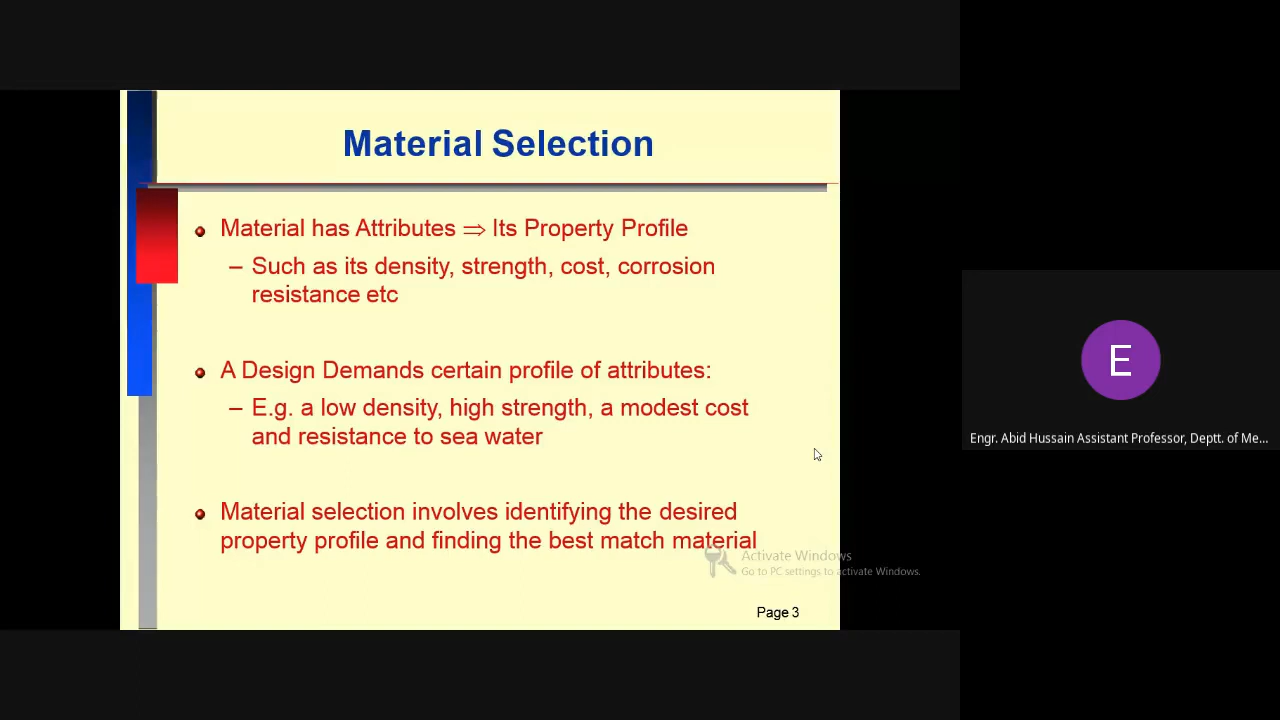 Material Selection
Material has Attributes ⇒ Its Property Profile
– Such as its density, strength, cost, corrosion
resistance etc
A Design Demands certain profile of attributes:
– E.g. a low density, high strength, a modest cost
and resistance to sea water
Material selection involves identifying the desired
property profile and finding the best match material
Activate Windows
Go to PC settings to activate Windows.
Page 3
E
Engr. Abid Hussain Assistant Professor, Deptt. of Me...